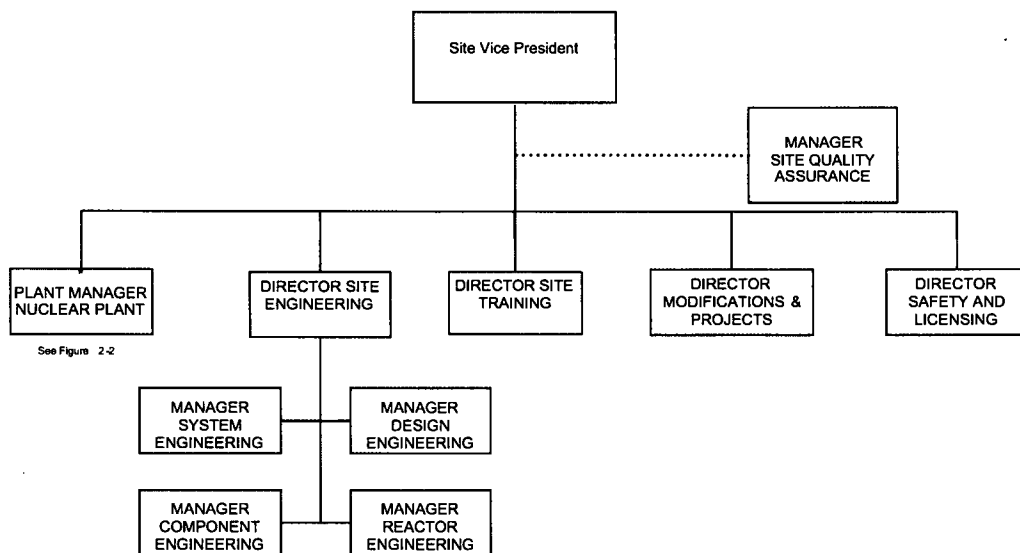 Site Vice President
MANAGER
SITE QUALITY
ASSURANCE
PLANT MANAGER
NUCLEAR PLANT
See Figure 2-2
DIRECTOR SITE
ENGINEERING
DIRECTOR SITE
TRAINING
DIRECTOR
MODIFICATIONS &
PROJECTS
DIRECTOR
SAFETY AND
LICENSING
MANAGER
SYSTEM
ENGINEERING
MANAGER
DESIGN
ENGINEERING
MANAGER
COMPONENT
ENGINEERING
MANAGER
REACTOR
ENGINEERING